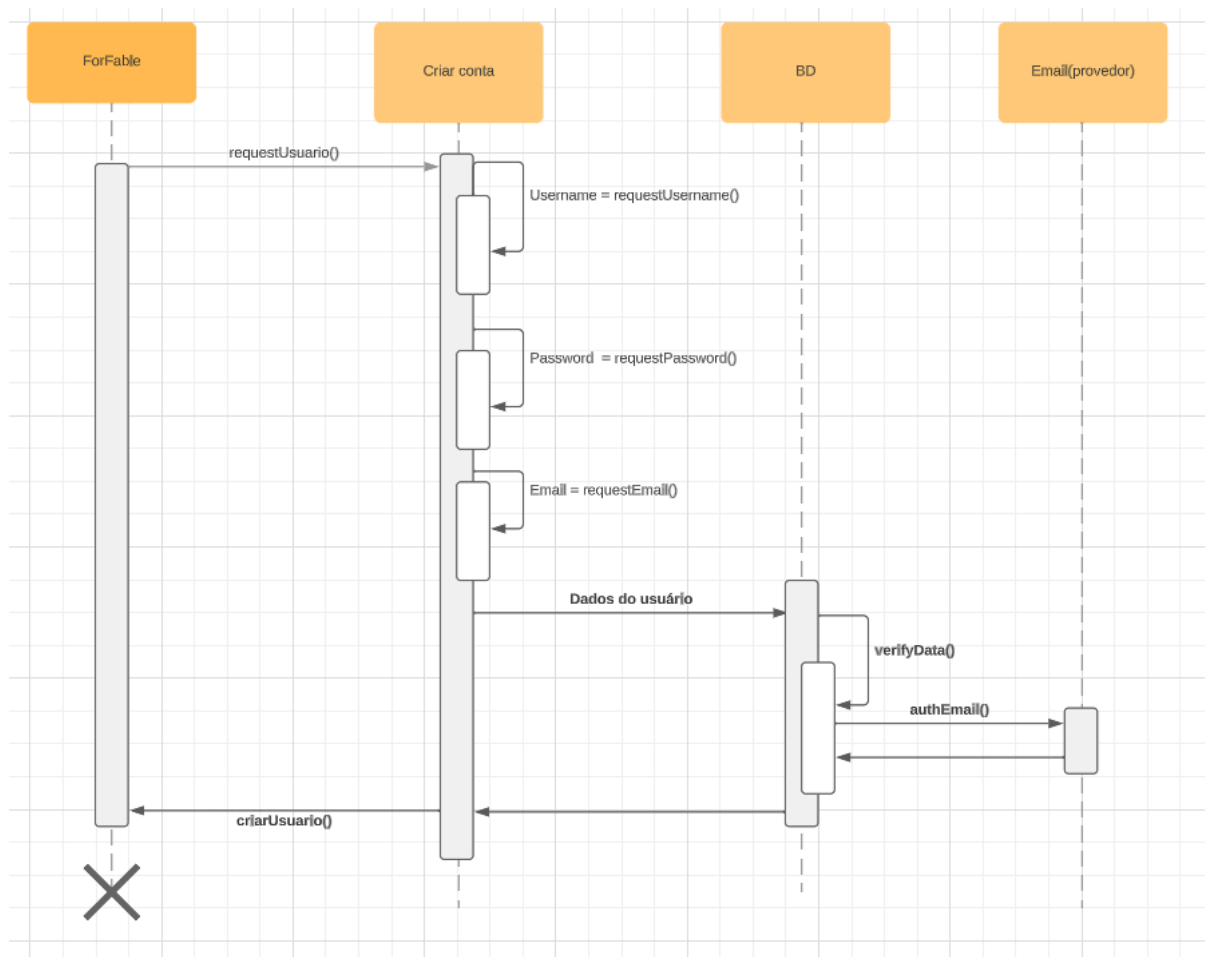 ForFable
Criar conta
BD
Email(provedor)
requestUsuario()
Username = requestUsername()
Password = requestPassword()
Email = requestEmail()
Dados do usuário
verifyData()
authEmail()
criarUsuario()